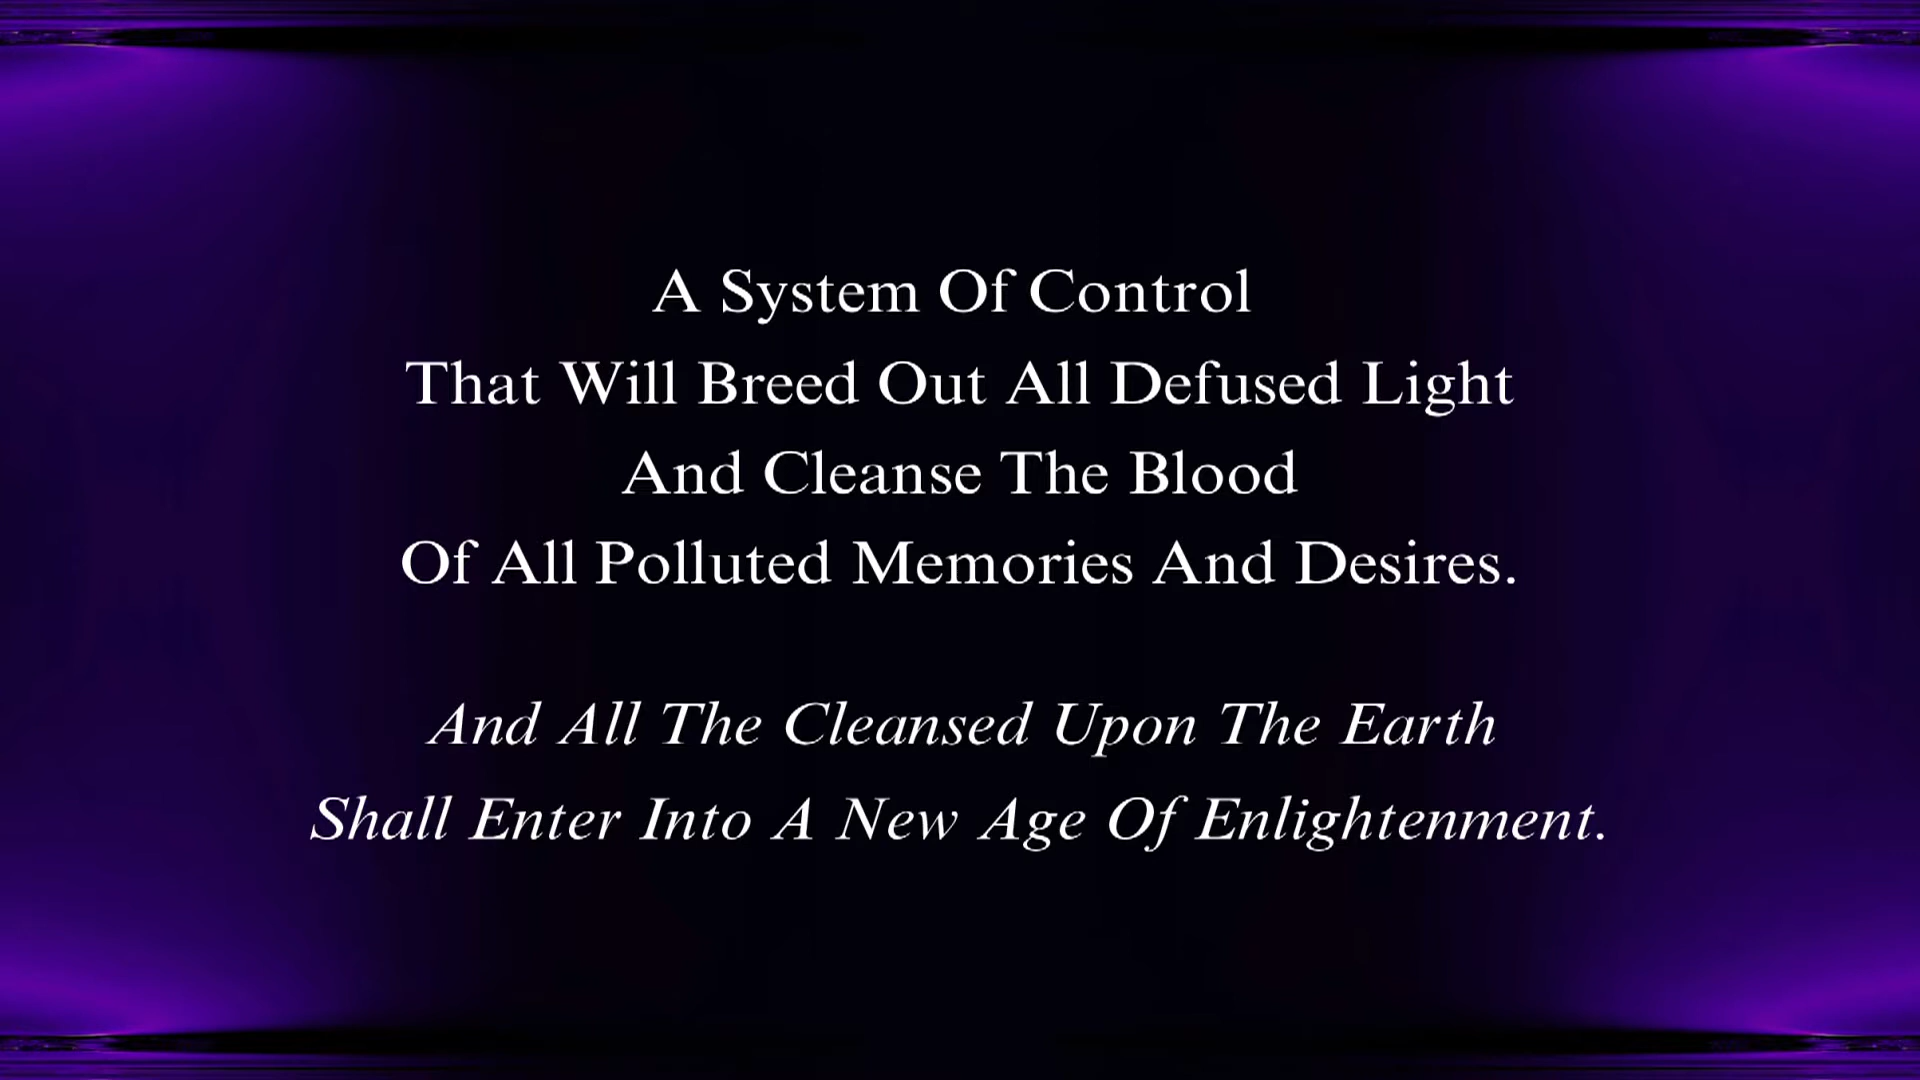 A System Of Control
That Will Breed Out All Defused Light
And Cleanse The Blood
Of All Polluted Memories And Desires.
And All The Cleansed Upon The Earth
Shall Enter Into A New Age Of Enlightenment.